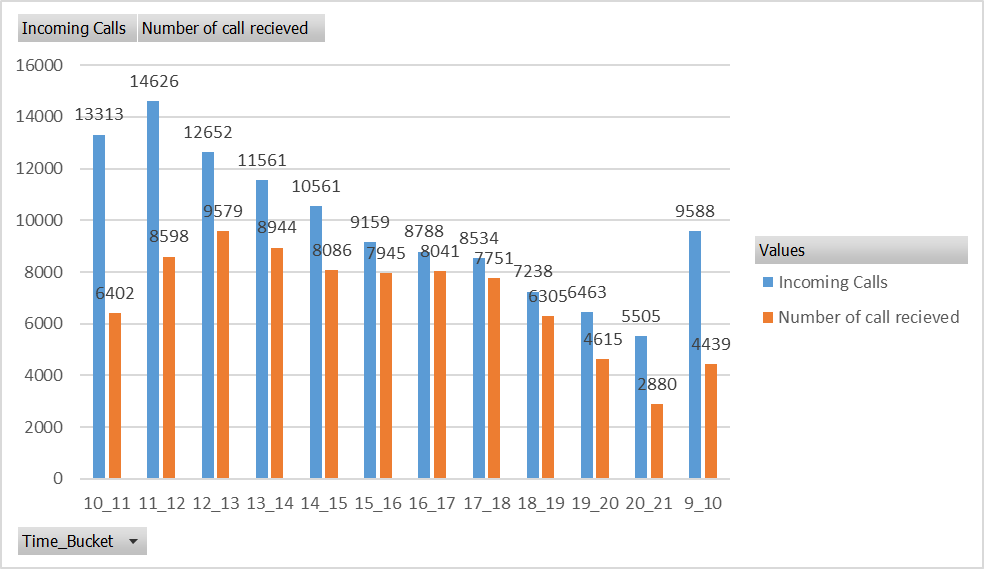 Incoming Calls Number of call recieved
16000
14000
12000
10000
8000
6000
4000
2000
0
13313 14626 12652 11561 10561 9159 8788 8534 7238 6463 5505 9588
6402 8598 9579 8944 8086 7945 8041 7751 6305 4615 2880 4439
10_11 11_12 12_13 13_14 14_15 15_16 16_17 17_18 18_19 19_20 20_21 9_10
Values
Incoming Calls
Number of call recieved
Time_Bucket